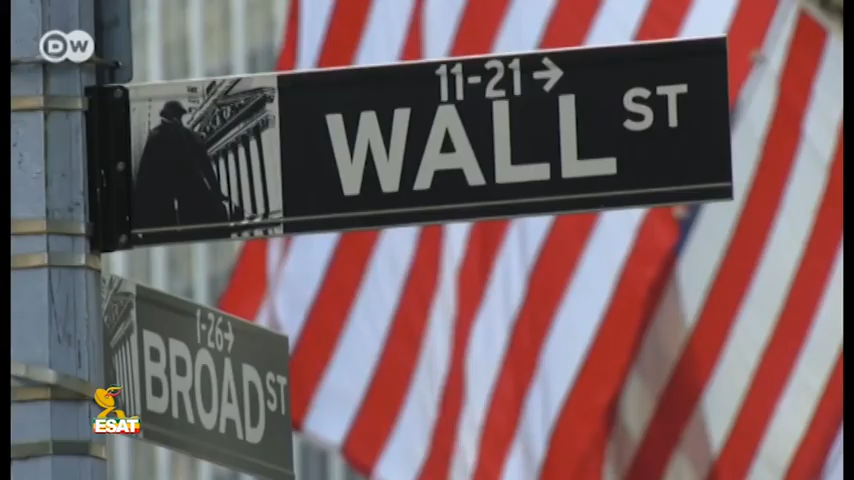 DW
11-21 →
WALL ST
1-26 →
BROAD ST
ESAT